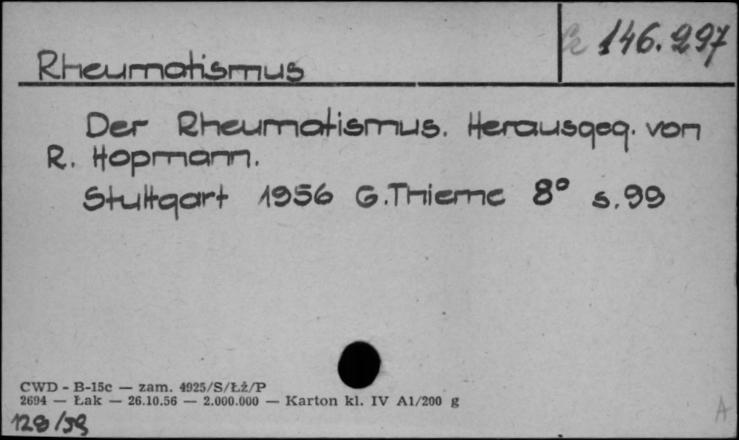 Rheumatismus
146.297
Der Rheumatismus. Herausgeg. von
R. Hopmann.
Stuttgart 1956 G.Thieme 8° s.99
CWD - B-15c — zam. 4925/S/Łż/P
2694 — Łak — 26.10.56 — 2.000.000 — Karton kl. IV A1/200 g
128/59
A